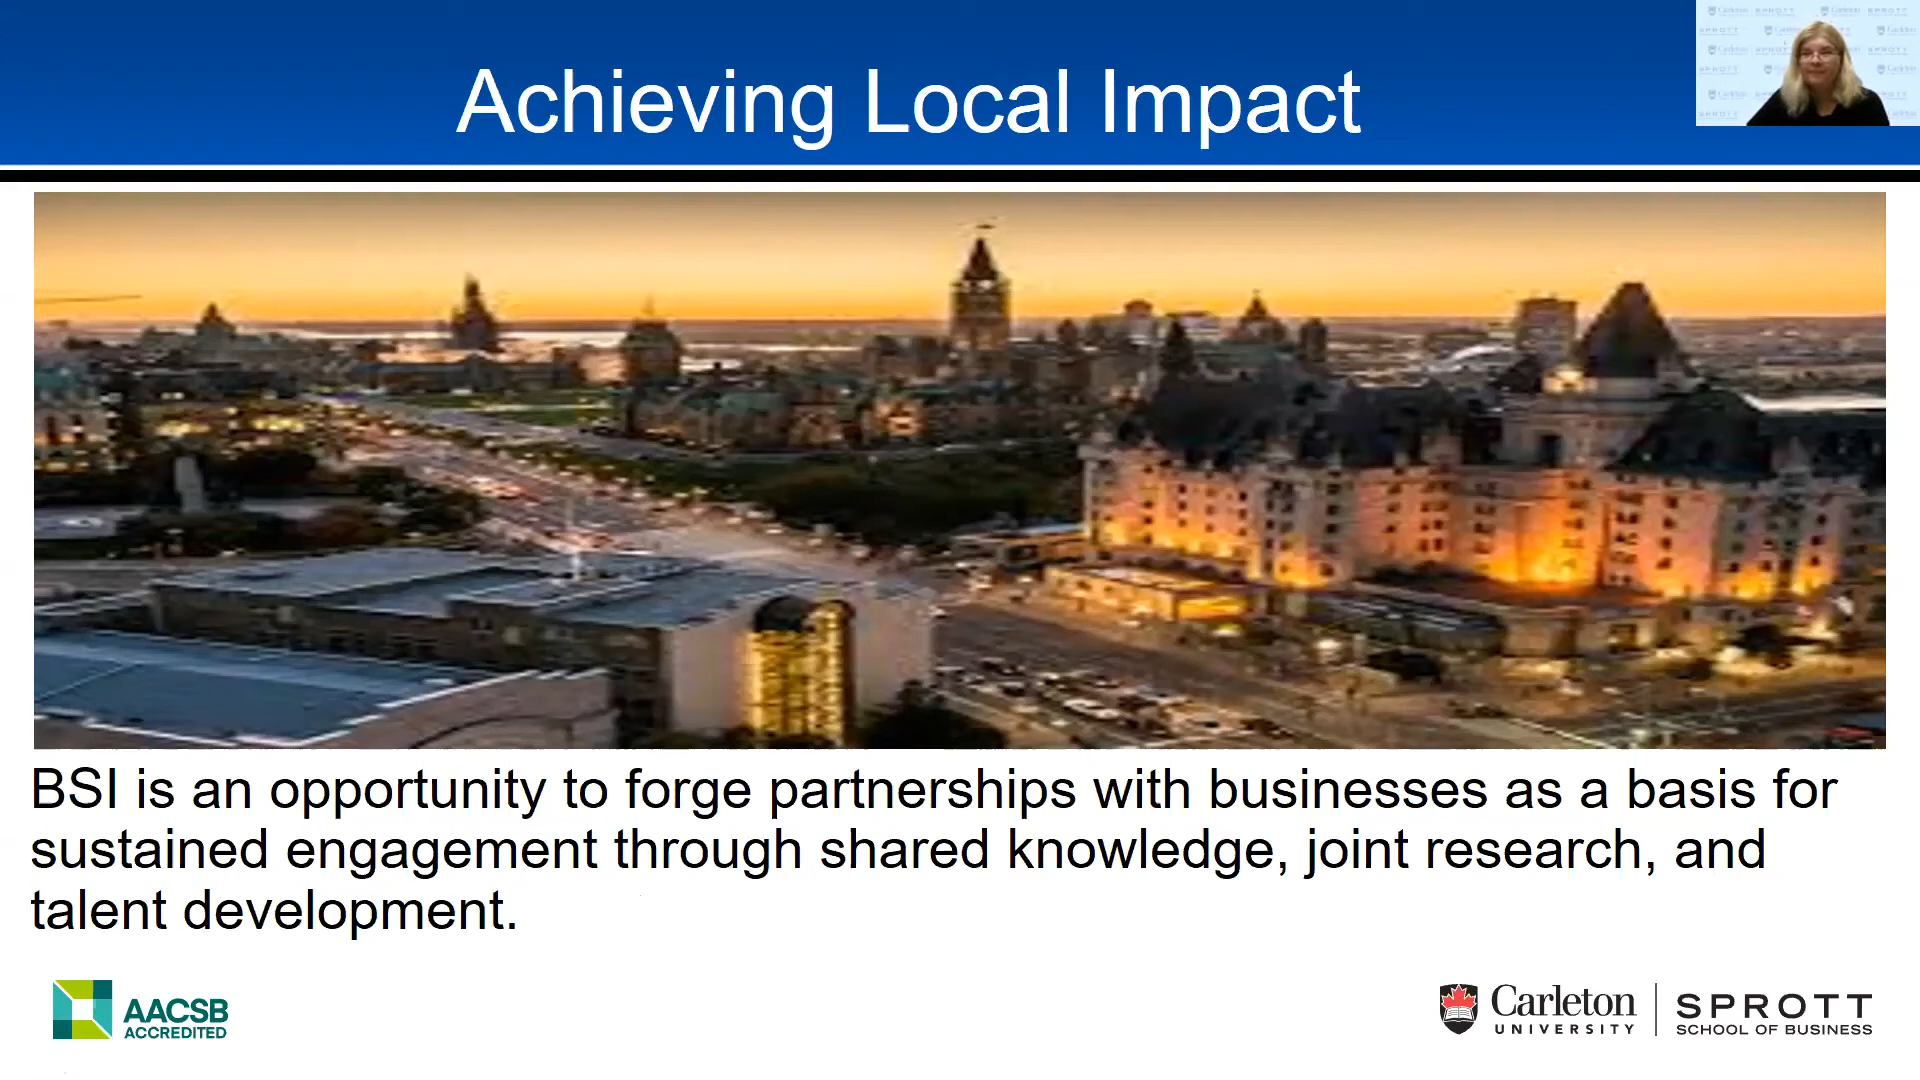 Achieving Local Impact
BSI is an opportunity to forge partnerships with businesses as a basis for
sustained engagement through shared knowledge, joint research, and
talent development.
AACSB
ACCREDITED
Carleton
UNIVERSITY
SPROTT
SCHOOL OF BUSINESS